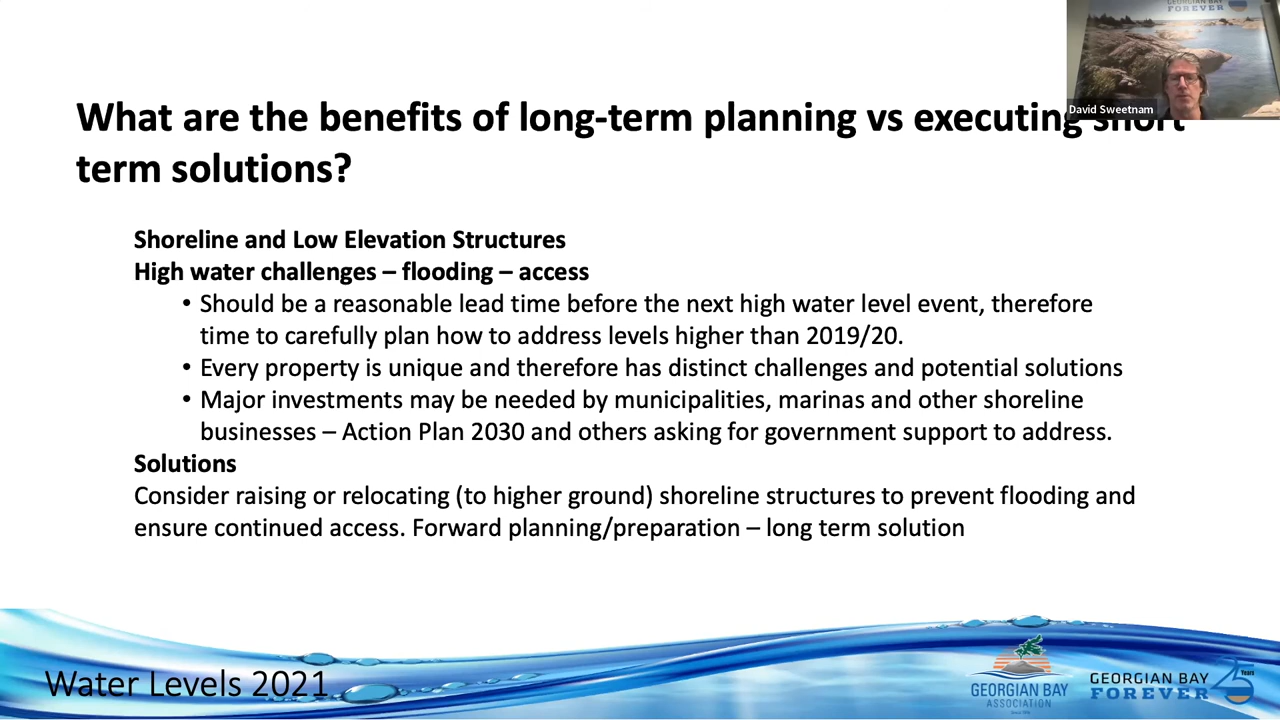 GEORGIAN BAY
FOREVER
David Sweetnam
What are the benefits of long-term planning vs executing short
term solutions?
Shoreline and Low Elevation Structures
High water challenges – flooding – access
• Should be a reasonable lead time before the next high water level event, therefore
time to carefully plan how to address levels higher than 2019/20.
• Every property is unique and therefore has distinct challenges and potential solutions
• Major investments may be needed by municipalities, marinas and other shoreline
businesses – Action Plan 2030 and others asking for government support to address.
Solutions
Consider raising or relocating (to higher ground) shoreline structures to prevent flooding and
ensure continued access. Forward planning/preparation – long term solution
Water Levels 2021
GEORGIAN BAY
ASSOCIATION
GEORGIAN BAY
FOREVER
25 Years